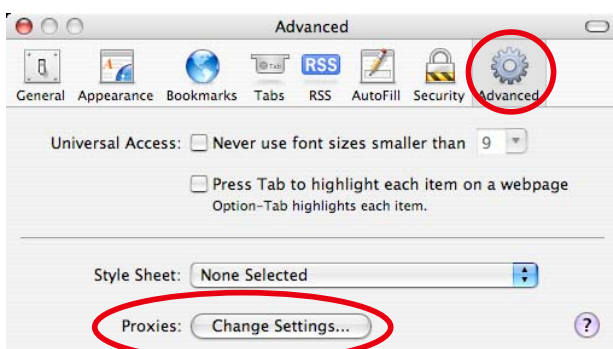 Advanced
RSS
General Appearance Bookmarks Tabs RSS AutoFill Security Advanced
Universal Access: Never use font sizes smaller than 9
Press Tab to highlight each item on a webpage
Option-Tab highlights each item.
Style Sheet: None Selected
Proxies: Change Settings... ?